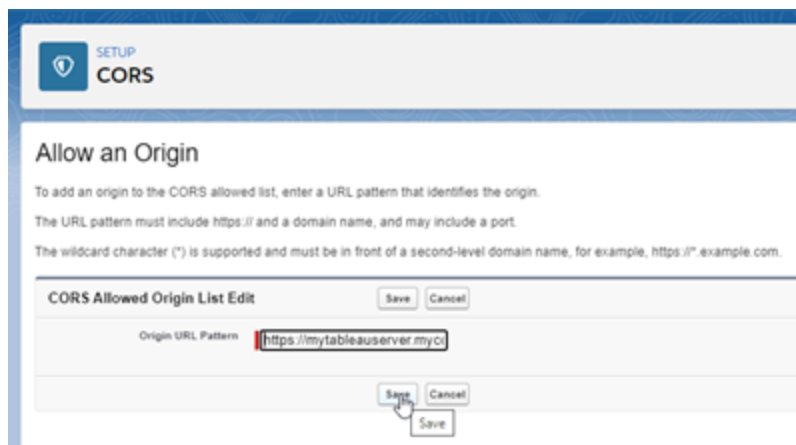 SETUP
CORS
Allow an Origin
To add an origin to the CORS allowed list, enter a URL pattern that identifies the origin.
The URL pattern must include https:// and a domain name, and may include a port.
The wildcard character (*) is supported and must be in front of a second-level domain name, for example, https://*.example.com.
CORS Allowed Origin List Edit Save Cancel
Origin URL Pattern https://mytableauserver.myco
Save Cancel
Save